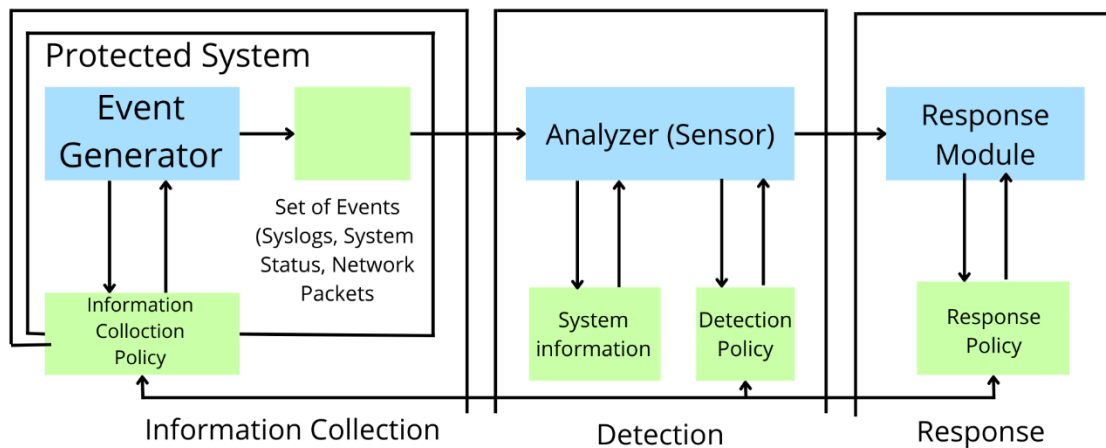 Protected System
Event
Generator
Set of Events
(Syslogs, System
Status, Network
Packets
Information
Colloction
Policy
Information Collection
Analyzer (Sensor)
System
information
Detection
Policy
Detection
Response
Module
Response
Policy
Response